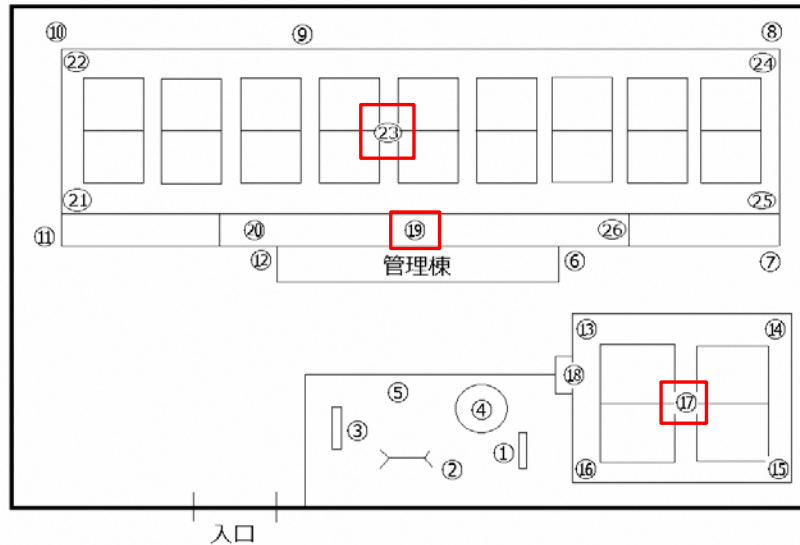 ⑩ ⑨ ⑧
㉒ ㉔
㉓
㉑ ㉕
⑪ ⑳ ⑲ ㉖
⑫ 管理棟 ⑥ ⑦
⑬ ⑭
⑱
⑤
④ ⑰
③
① 
② ⑯ ⑮
入口